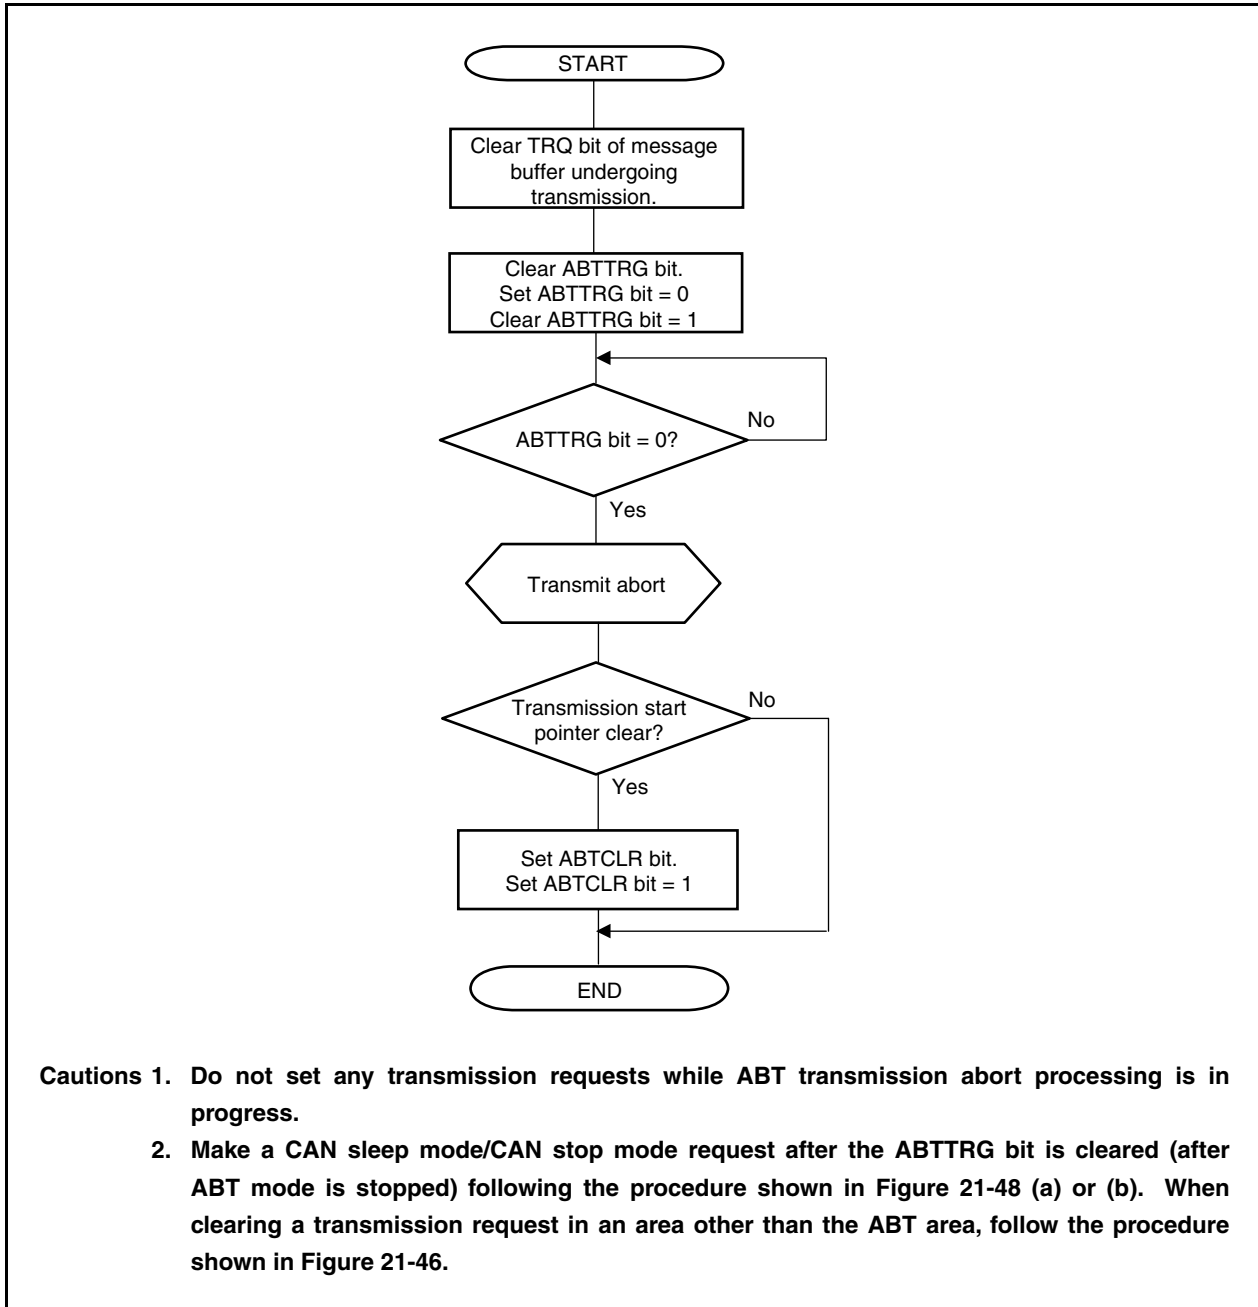 START
Clear TRQ bit of message
buffer undergoing
transmission.
Clear ABTTRG bit.
Set ABTTRG bit = 0
Clear ABTTRG bit = 1
ABTTRG bit = 0?
No
Yes
Transmit abort
Transmission start
pointer clear?
No
Yes
Set ABTCLR bit.
Set ABTCLR bit = 1
END
Cautions 1. Do not set any transmission requests while ABT transmission abort processing is in
progress.
2. Make a CAN sleep mode/CAN stop mode request after the ABTTRG bit is cleared (after
ABT mode is stopped) following the procedure shown in Figure 21-48 (a) or (b). When
clearing a transmission request in an area other than the ABT area, follow the procedure
shown in Figure 21-46.